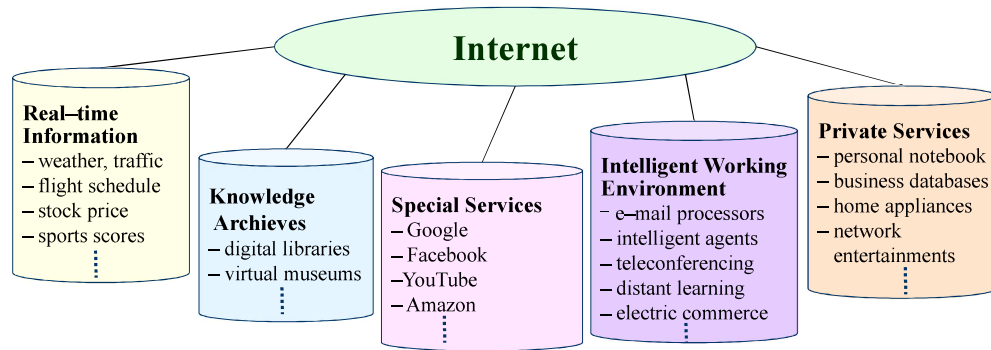 Internet
Real–time
Information
– weather, traffic
– flight schedule
– stock price
– sports scores
Knowledge
Archieves
– digital libraries
– virtual museums
Special Services
– Google
– Facebook
–YouTube
– Amazon
Intelligent Working
Environment
– e–mail processors
– intelligent agents
– teleconferencing
– distant learning
– electric commerce
Private Services
– personal notebook
– business databases
– home appliances
– network
entertainments